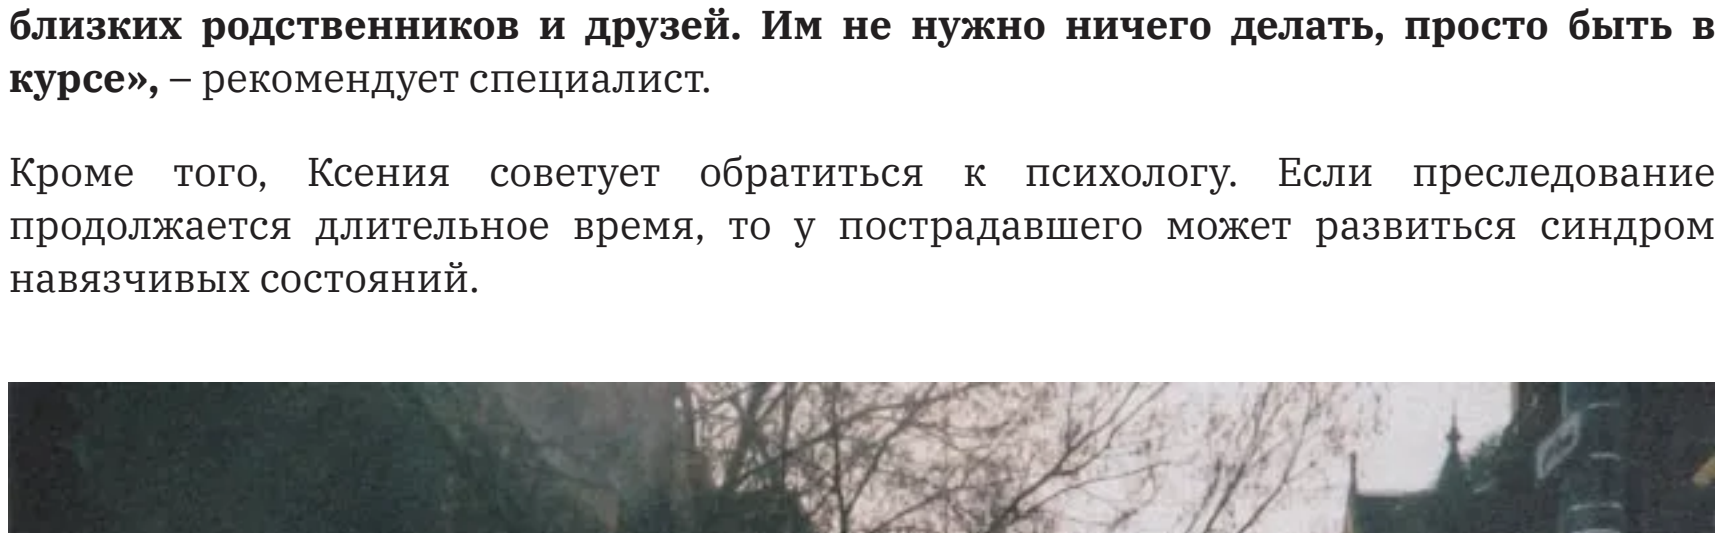 близких родственников и друзей. Им не нужно ничего делать, просто быть в
курсе», – рекомендует специалист.
Кроме того, Ксения советует обратиться к психологу. Если преследование
продолжается длительное время, то у пострадавшего может развиться синдром
навязчивых состояний.